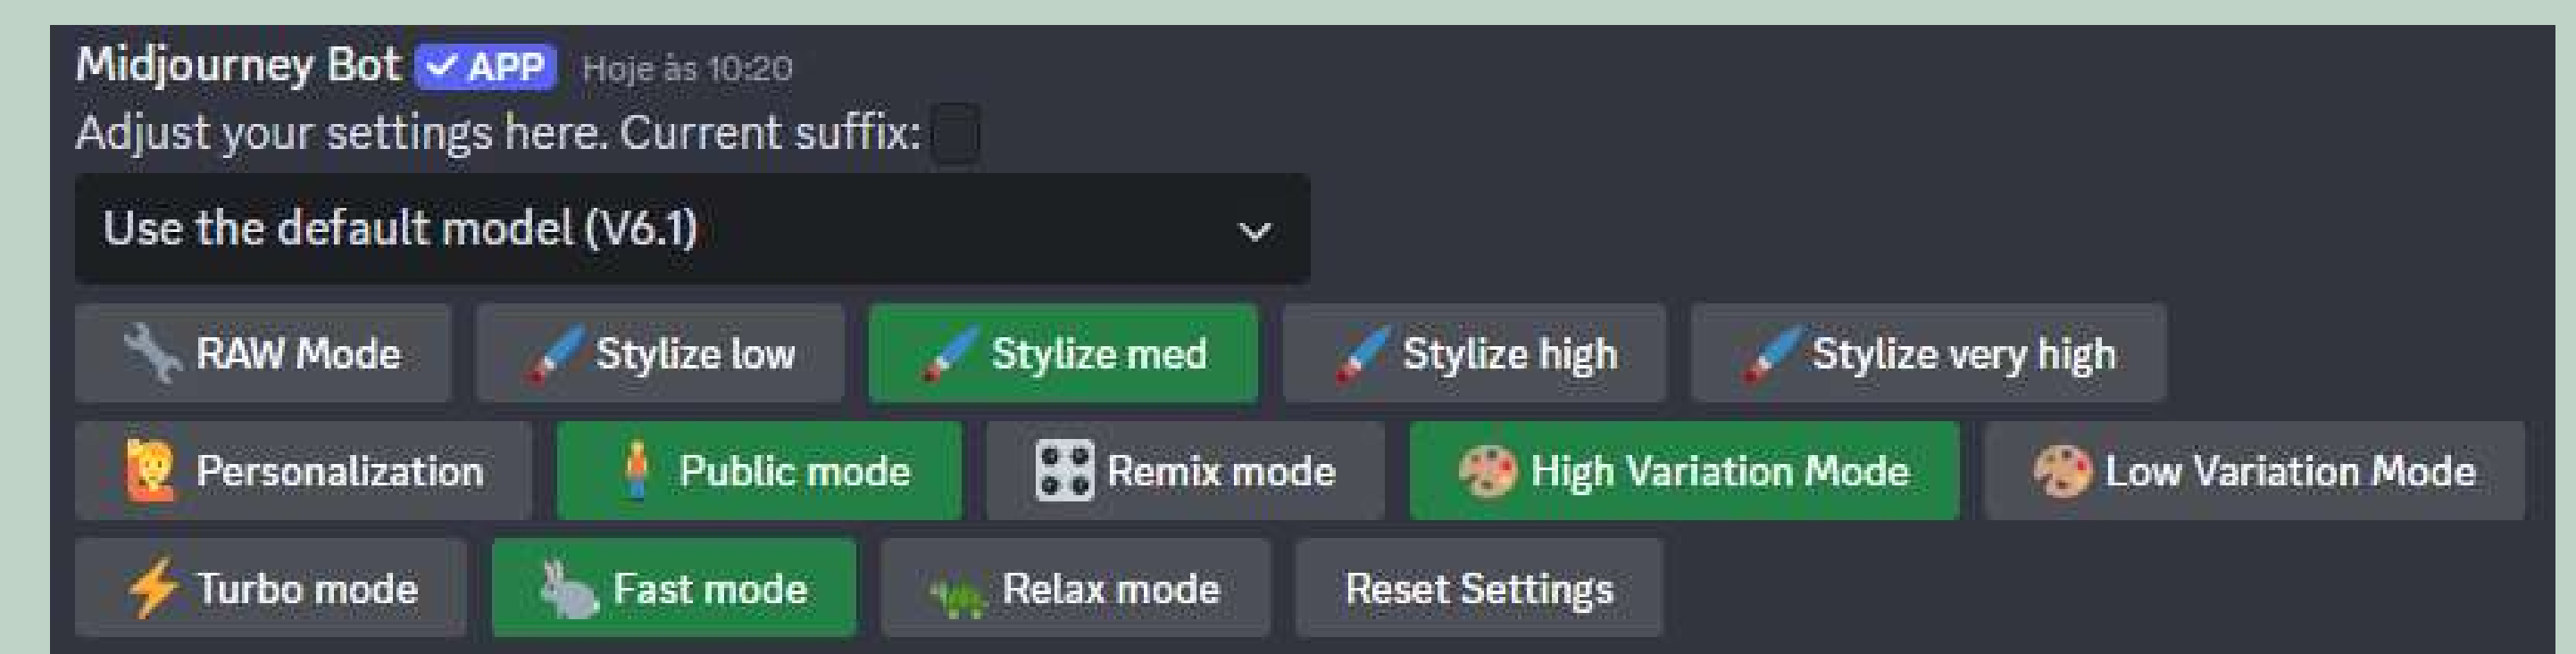 Midjourney Bot APP Hoje às 10:20
Adjust your settings here. Current suffix:
Use the default model (V6.1)
RAW Mode Stylize low Stylize med Stylize high Stylize very high
Personalization Public mode Remix mode High Variation Mode Low Variation Mode
Turbo mode Fast mode Relax mode Reset Settings